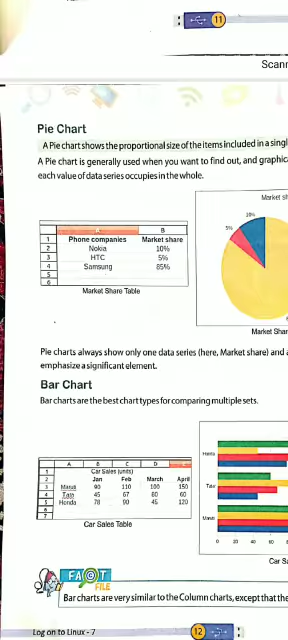 11
Scann
Pie Chart
A Pie chart shows the proportional size of the items included in a singl
A Pie chart is generally used when you want to find out, and graphica
each value of data series occupies in the whole.
A B
1 Phone companies Market share
2 Nokia 10%
3 HTC 5%
4 Samsung 85%
5
6
Market Share Table
Market sh
10%
5%
Market Shar
Pie charts always show only one data series (here, Market share) and a
emphasize a significant element.
Bar Chart
Bar charts are the best chart types for comparing multiple sets.
A B C D
1 Car Sales (units)
2 Jan Feb March April
3 Maruti 90 110 100 150
4 Tata 45 67 80 60
5 Honda 78 90 45 120
6
7
Car Sales Table
Honda
Tata
Maruti
0 20 40 60
Car Sa
FACT
FILE
Bar charts are very similar to the Column charts, except that the
Log on to Linux - 7
12